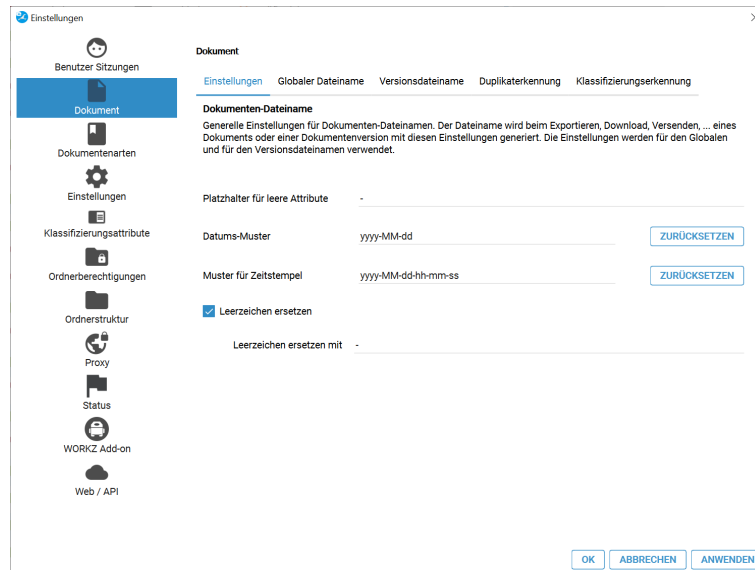 Einstellungen
Benutzer Sitzungen
Dokument
Dokumentenarten
Einstellungen
Klassifizierungsattribute
Ordnerberechtigungen
Ordnerstruktur
Proxy
Status
WORKZ Add-on
Web / API
Dokument
Einstellungen Globaler Dateiname Versionsdateiname Duplikaterkennung Klassifizierungserkennung
Dokumenten-Dateiname
Generelle Einstellungen für Dokumenten-Dateinamen. Der Dateiname wird beim Exportieren, Download, Versenden, ... eines
Dokuments oder einer Dokumentenversion mit diesen Einstellungen generiert. Die Einstellungen werden für den Globalen
und für den Versionsdateinamen verwendet.
Platzhalter für leere Attribute -
Datums-Muster yyyy-MM-dd ZURÜCKSETZEN
Muster für Zeitstempel yyyy-MM-dd-hh-mm-ss ZURÜCKSETZEN
Leerzeichen ersetzen
Leerzeichen ersetzen mit -
OK ABBRECHEN ANWENDEN